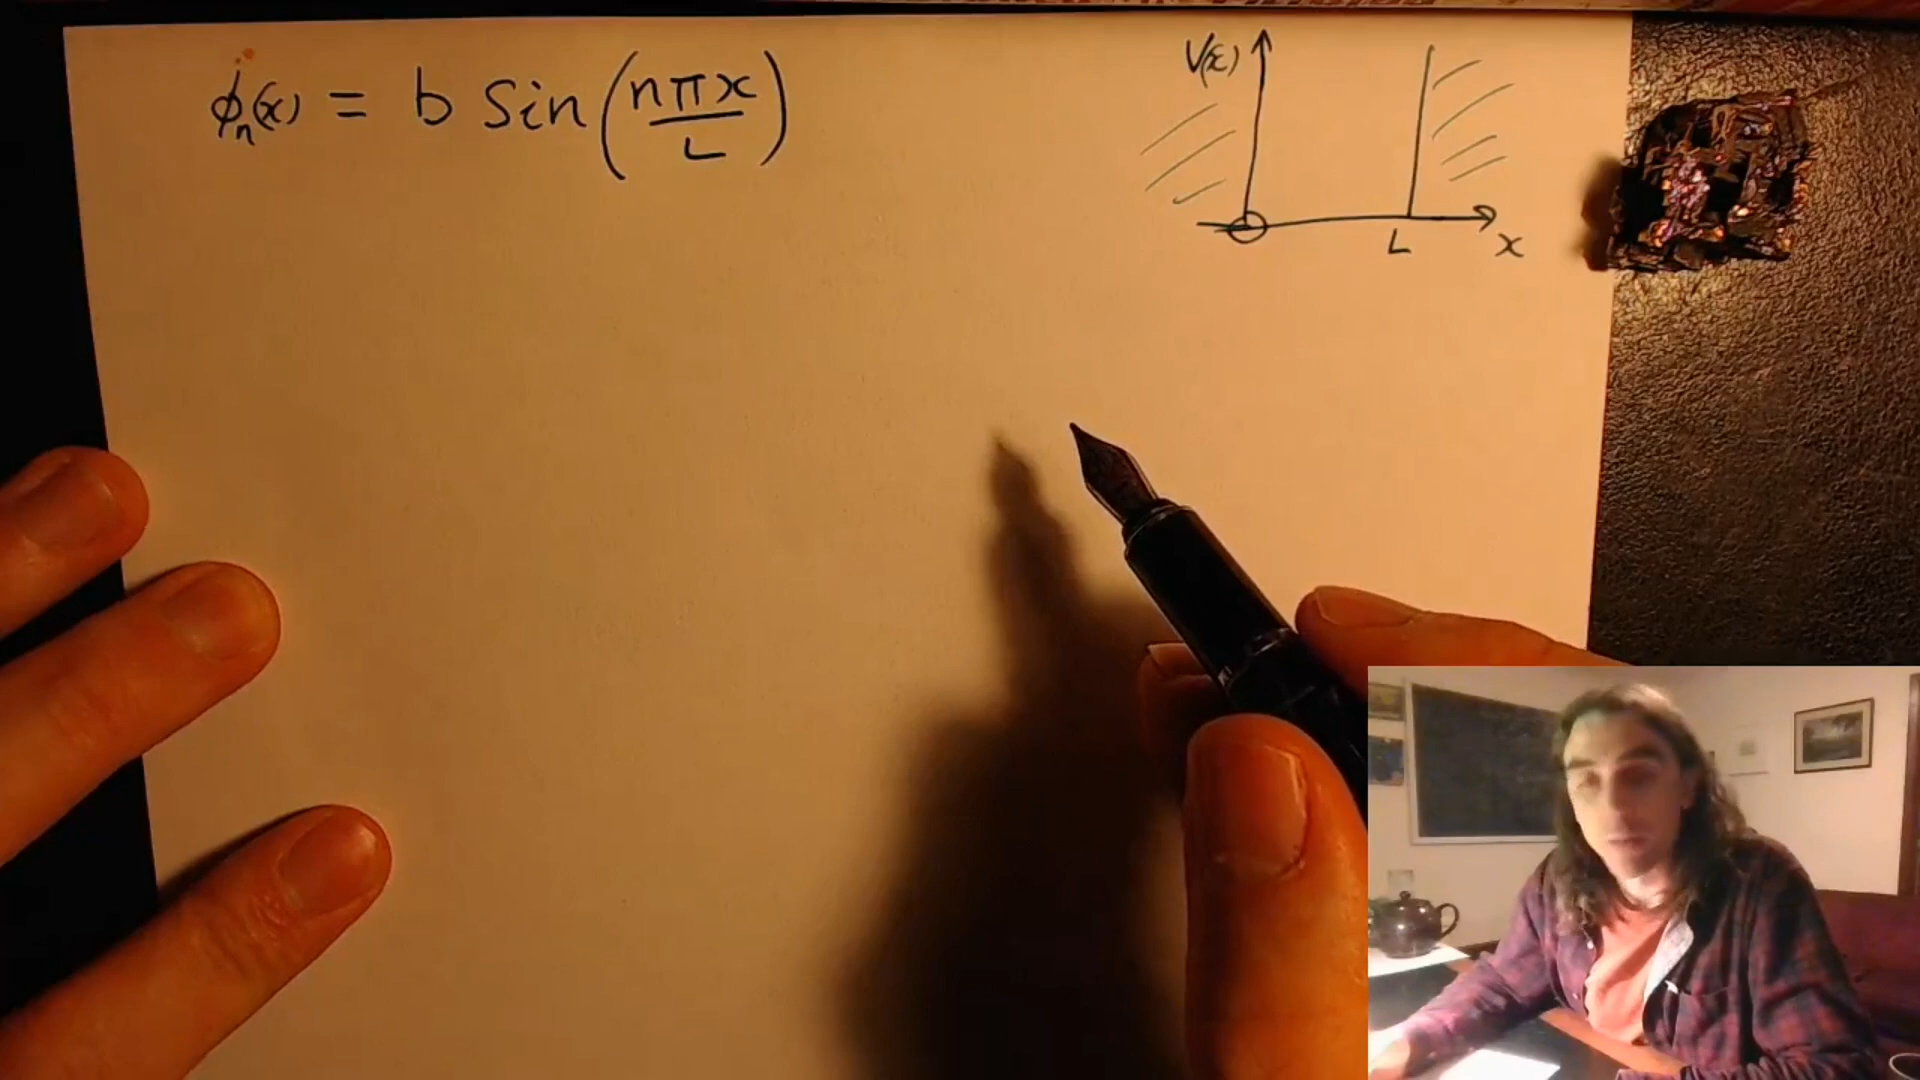 ϕₙ(x) = b Sin(nπx/L)
V(x)
L
x